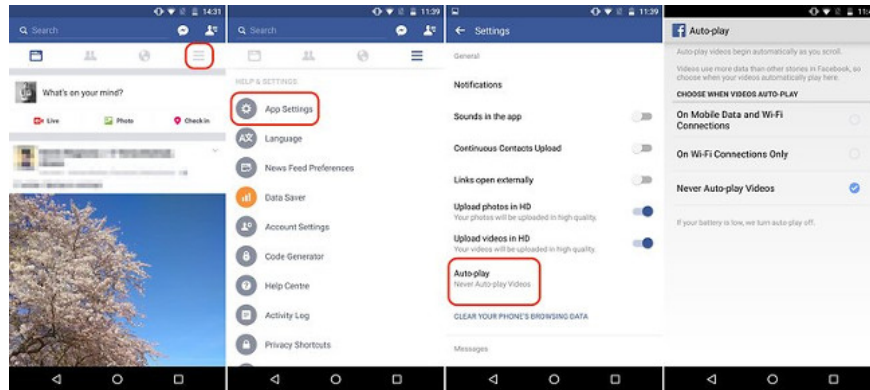 14:31
Search
What's on your mind?
Live
Photo
Check in
11:39
Search
HELP & SETTINGS
App Settings
Language
News Feed Preferences
Data Saver
Account Settings
Code Generator
Help Centre
Activity Log
Privacy Shortcuts
11:39
Settings
General
Notifications
Sounds in the app
Continuous Contacts Upload
Links open externally
Upload photos in HD
Your photos will be uploaded in high quality.
Upload videos in HD
Your videos will be uploaded in high quality.
Auto-play
Never Auto-play Videos
CLEAR YOUR PHONE'S BROWSING DATA
Messages
Auto-play
Auto-play videos begin automatically as you scroll.
Videos use more data than other stories in Facebook, so
choose when your videos automatically play here.
CHOOSE WHEN VIDEOS AUTO-PLAY
On Mobile Data and Wi-Fi
Connections
On Wi-Fi Connections Only
Never Auto-play Videos
If your battery is low, we turn auto-play off.